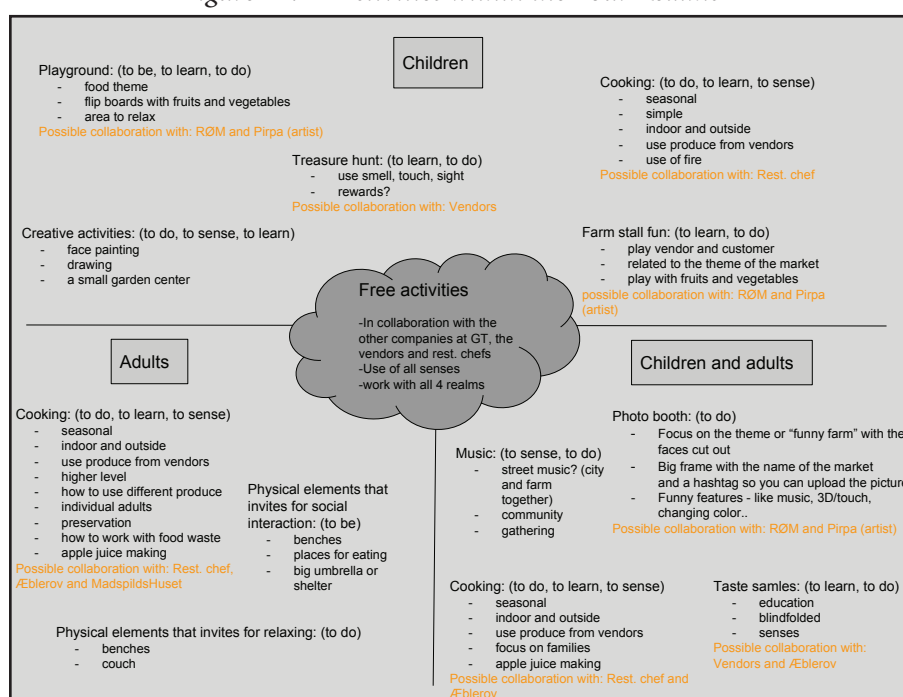 Children
Playground: (to be, to learn, to do)
- food theme
- flip boards with fruits and vegetables
- area to relax
Possible collaboration with: RØM and Pirpa (artist)
Cooking: (to do, to learn, to sense)
- seasonal
- simple
- indoor and outside
- use produce from vendors
- use of fire
Possible collaboration with: Rest. chef
Treasure hunt: (to learn, to do)
- use smell, touch, sight
- rewards?
Possible collaboration with: Vendors
Creative activities: (to do, to sense, to learn)
- face painting
- drawing
- a small garden center
Farm stall fun: (to learn, to do)
- play vendor and customer
- related to the theme of the market
- play with fruits and vegetables
possible collaboration with: RØM and Pirpa
(artist)
Free activities
-In collaboration with the
other companies at GT, the
vendors and rest. chefs
-Use of all senses
-work with all 4 realms
Adults
Cooking: (to do, to learn, to sense)
- seasonal
- indoor and outside
- use produce from vendors
- higher level
- how to use different produce
- individual adults
- preservation
- how to work with food waste
- apple juice making
Possible collaboration with: Rest. chef,
Æblerov and MadspildsHuset
Physical elements that
invites for social
interaction: (to be)
- benches
- places for eating
- big umbrella or
shelter
Physical elements that invites for relaxing: (to do)
- benches
- couch
Children and adults
Photo booth: (to do)
- Focus on the theme or “funny farm” with the
faces cut out
- Big frame with the name of the market
and a hashtag so you can upload the picture
- Funny features - like music, 3D/touch,
changing color..
Possible collaboration with: RØM and Pirpa (artist)
Music: (to sense, to do)
- street music? (city
and farm
together)
- community
- gathering
Cooking: (to do, to learn, to sense)
- seasonal
- indoor and outside
- use produce from vendors
- focus on families
- apple juice making
Possible collaboration with: Rest. chef and
Æblerov
Taste samles: (to learn, to do)
- education
- blindfolded
- senses
Possible collaboration with:
Vendors and Æblerov